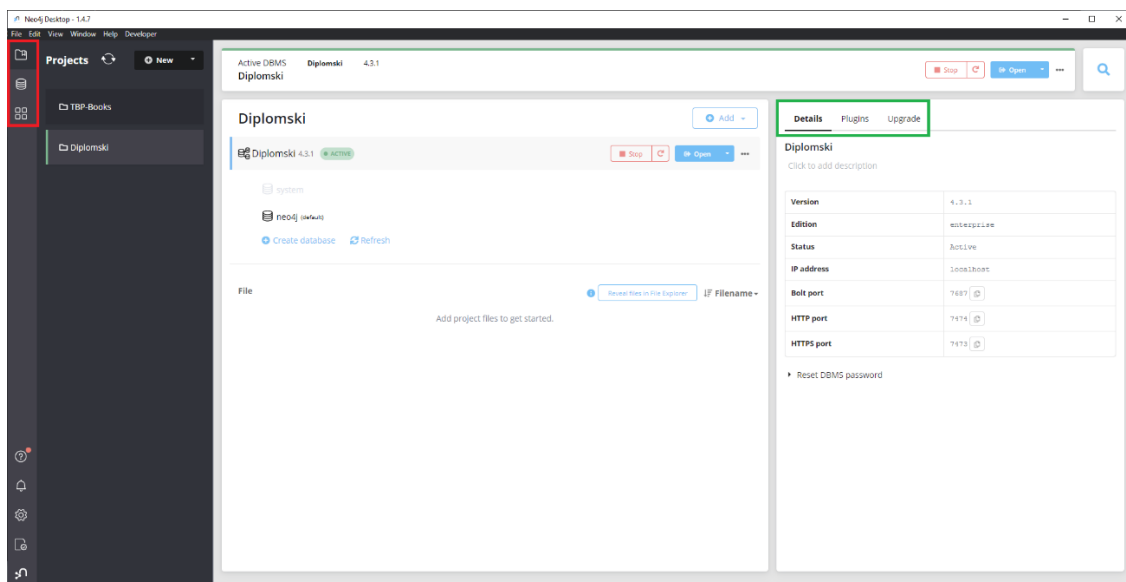 Neo4j Desktop - 1.4.7
File Edit View Window Help Developer
Projects New
TBP-Books
Diplomski
Active DBMS Diplomski 4.3.1
Diplomski
Stop Open
Diplomski
Add
Diplomski 4.3.1 ACTIVE Stop Open
system
neo4j (default)
Create database Refresh
File Reveal files in File Explorer Filename
Add project files to get started.
Details Plugins Upgrade
Diplomski
Click to add description
Version 4.3.1
Edition enterprise
Status Active
IP address localhost
Bolt port 7687
HTTP port 7474
HTTPS port 7473
Reset DBMS password